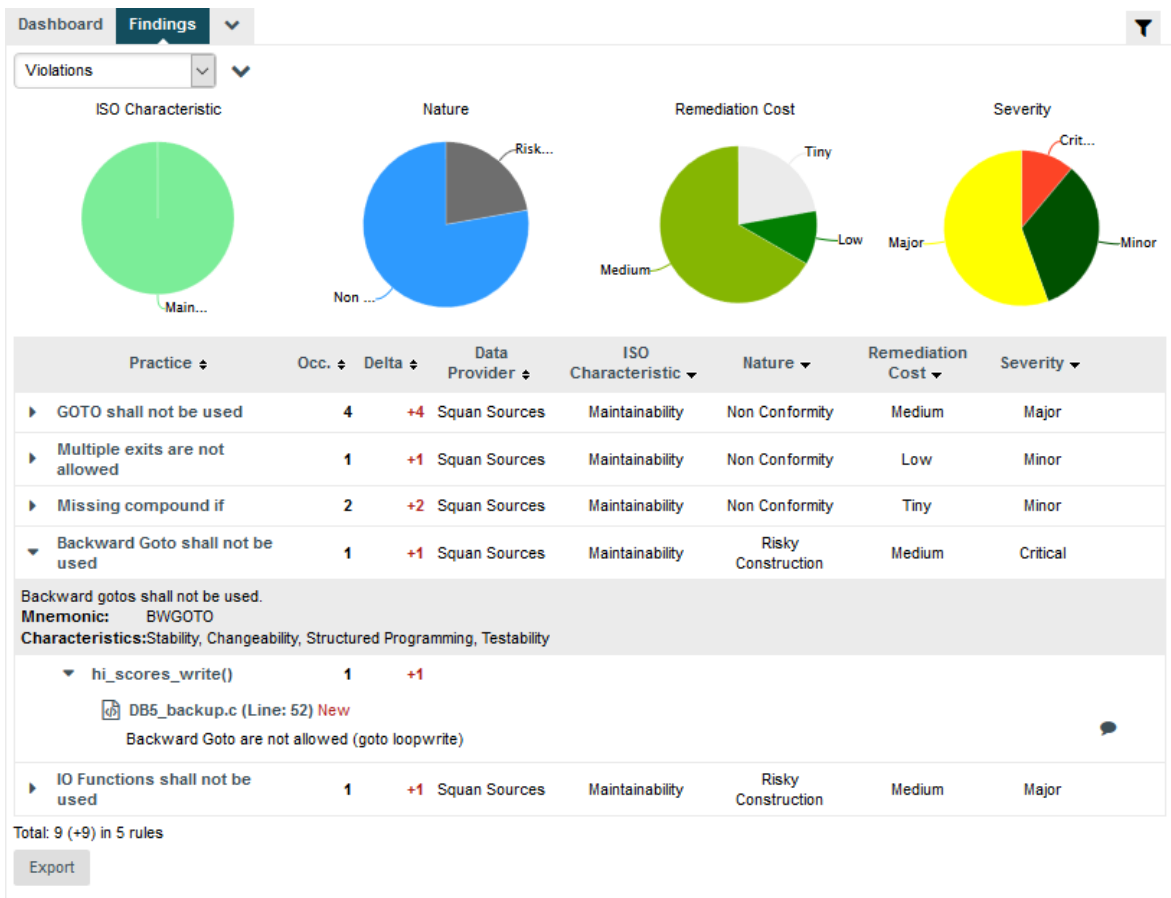 Dashboard Findings
Violations
ISO Characteristic Nature Remediation Cost Severity
Risk...
Tiny
Crit...
Low
Major
Minor
Medium
Non ...
Main...
Practice Occ. Delta Data Provider ISO Characteristic Nature Remediation Cost Severity
GOTO shall not be used 4 +4 Squan Sources Maintainability Non Conformity Medium Major
Multiple exits are not allowed 1 +1 Squan Sources Maintainability Non Conformity Low Minor
Missing compound if 2 +2 Squan Sources Maintainability Non Conformity Tiny Minor
Backward Goto shall not be used 1 +1 Squan Sources Maintainability Risky Construction Medium Critical
Backward gotos shall not be used.
Mnemonic: BWGOTO
Characteristics:Stability, Changeability, Structured Programming, Testability
hi_scores_write() 1 +1
DB5_backup.c (Line: 52) New
Backward Goto are not allowed (goto loopwrite)
IO Functions shall not be used 1 +1 Squan Sources Maintainability Risky Construction Medium Major
Total: 9 (+9) in 5 rules
Export